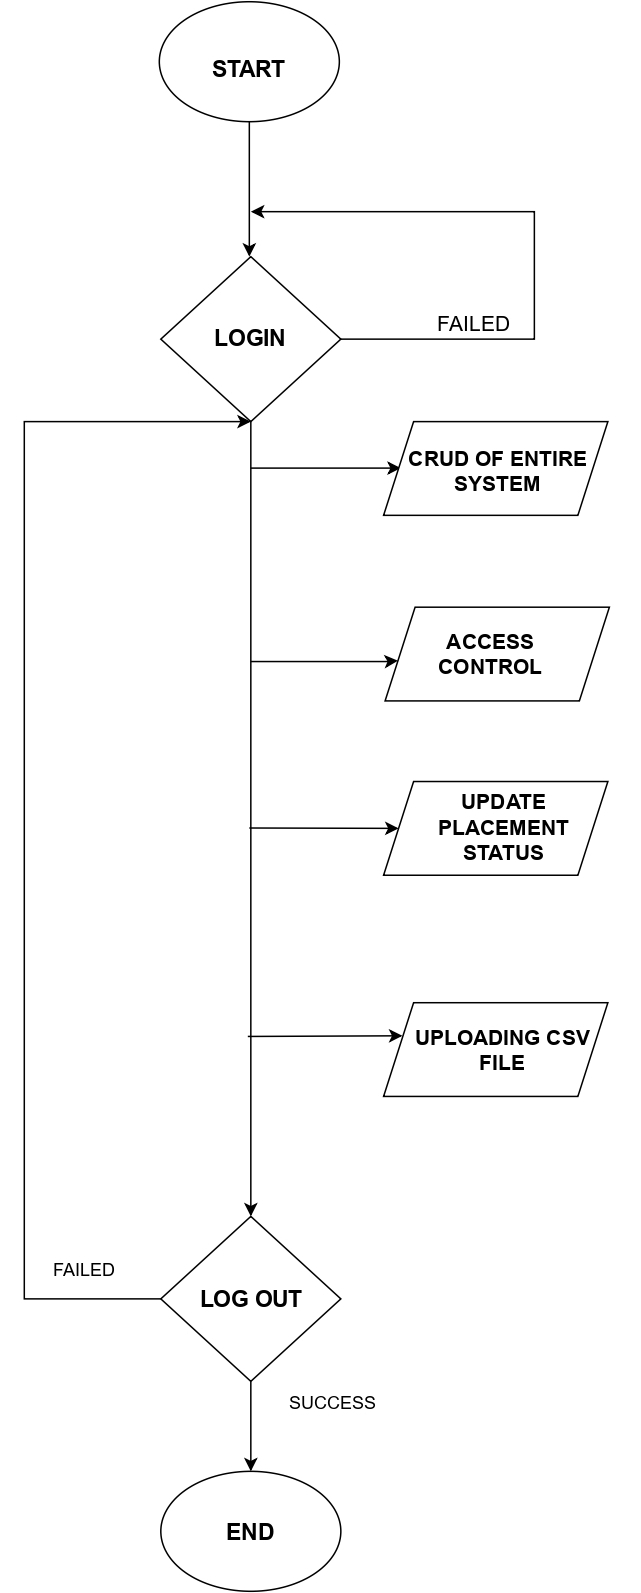 START
FAILED
LOGIN
CRUD OF ENTIRE
SYSTEM
ACCESS
CONTROL
UPDATE
PLACEMENT
STATUS
UPLOADING CSV
FILE
FAILED
LOG OUT
SUCCESS
END